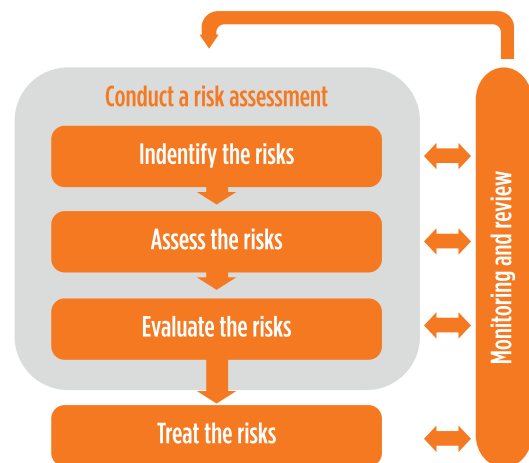 Conduct a risk assessment
Indentify the risks
Assess the risks
Evaluate the risks
Treat the risks
Monitoring and review